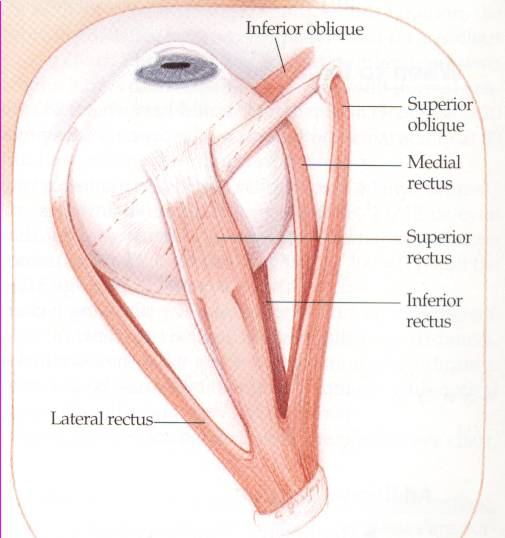 Inferior oblique
Superior
oblique
Medial
rectus
Superior
rectus
Inferior
rectus
Lateral rectus